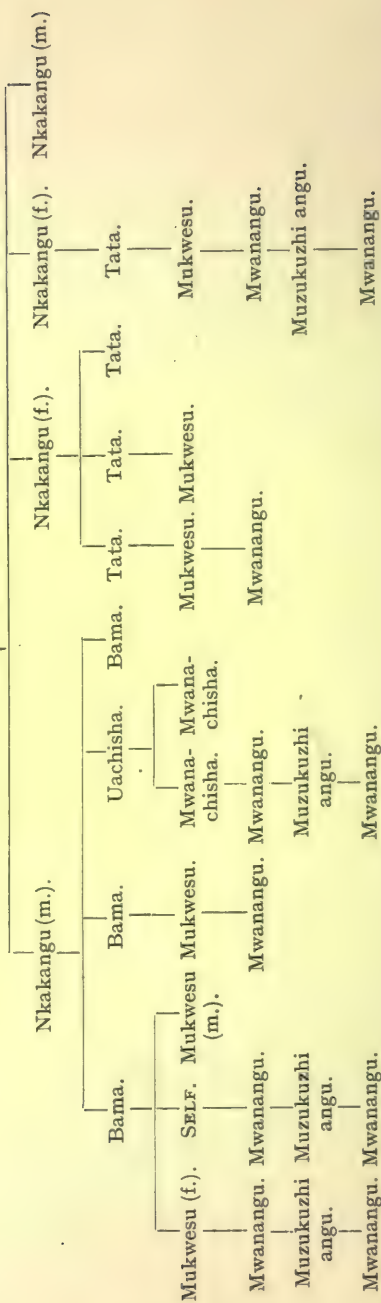 Nkakangu (m.). Nkakangu (f.). Nkakangu (f.). Nkakangu (m.)
Bama. Bama. Uachisha. Bama. Tata. Tata. Tata. Tata.
Mukwesu (f.). SELF. Mukwesu Mukwesu. Mwana- Mwana- Mukwesu. Mukwesu. Mukwesu.
(m.). chisha. chisha.
Mwanangu. Mwanangu. Mwanangu. Mwanangu. Mwanangu. Mwanangu.
Muzukuzhi Muzukuzhi Muzukuzhi Muzukuzhi angu.
angu. angu. angu.
Mwanangu. Mwanangu. Mwanangu. Mwanangu.